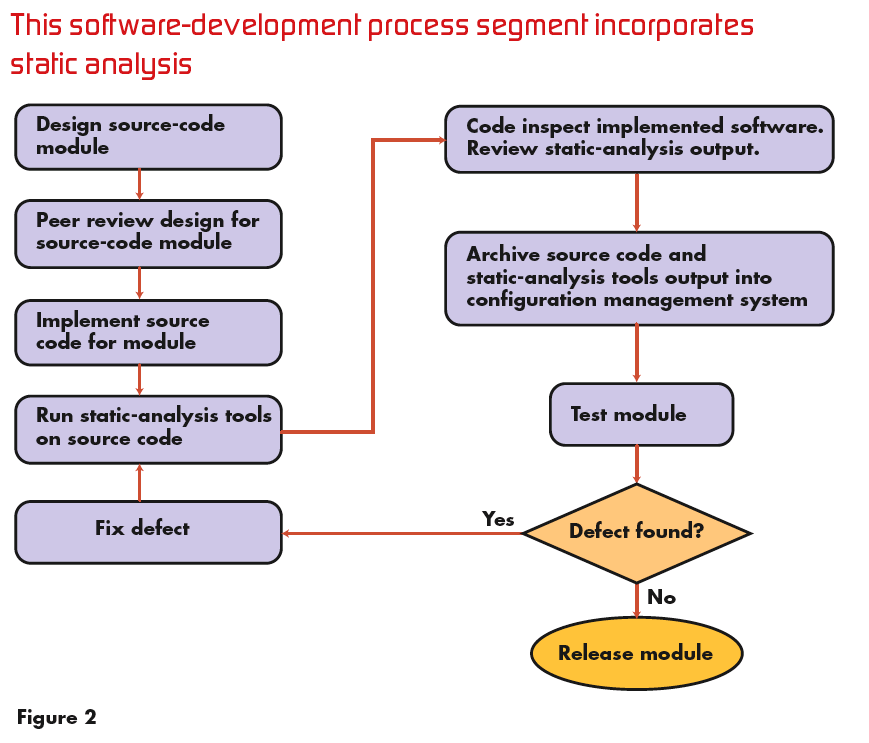 This software-development process segment incorporates
static analysis
Design source-code
module
Peer review design for
source-code module
Implement source
code for module
Run static-analysis tools
on source code
Fix defect
Code inspect implemented software.
Review static-analysis output.
Archive source code and
static-analysis tools output into
configuration management system
Test module
Defect found?
Yes
No
Release module
Figure 2